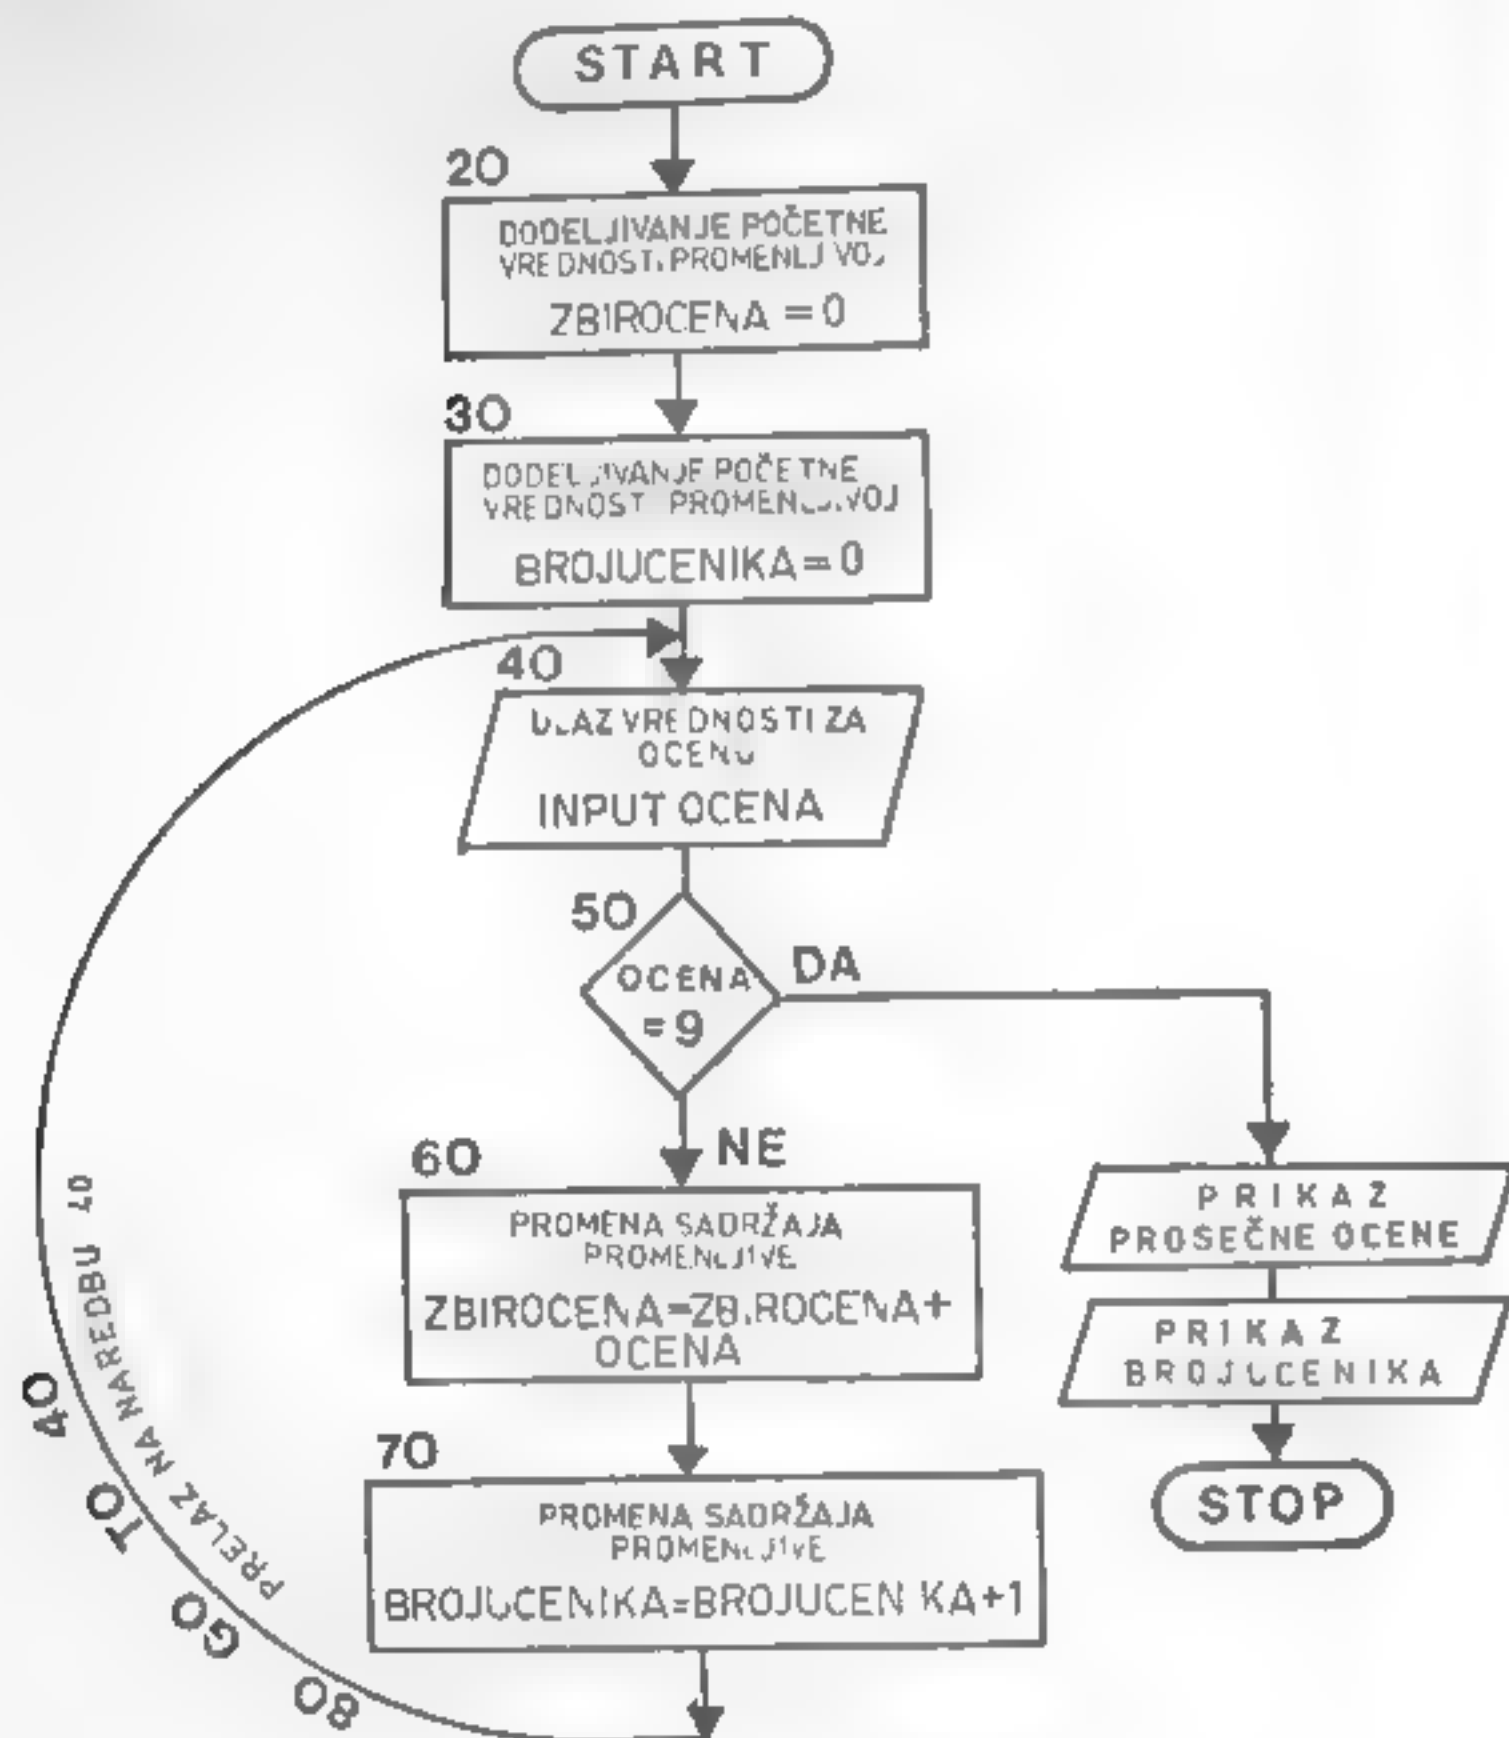 START
20
DODELJIVANJE POČETNE
VREDNOSTI PROMENLJIVOJ
ZBIROCENA = 0
30
DODELJIVANJE POČETNE
VREDNOSTI PROMENLJIVOJ
BROJUCENIKA = 0
40
ULAZ VREDNOSTI ZA
OCENU
INPUT OCENA
50
OCENA
= 9
DA
NE
60
PROMENA SADRŽAJA
PROMENLJIVE
ZBIROCENA=ZBIROCENA+
OCENA
70
PROMENA SADRŽAJA
PROMENLJIVE
BROJUCENIKA=BROJUCENIKA+1
80 GO TO 40
PRELAZ NA NAREDBU 40
PRIKAZ
PROSEČNE OCENE
PRIKAZ
BROJUCENIKA
STOP